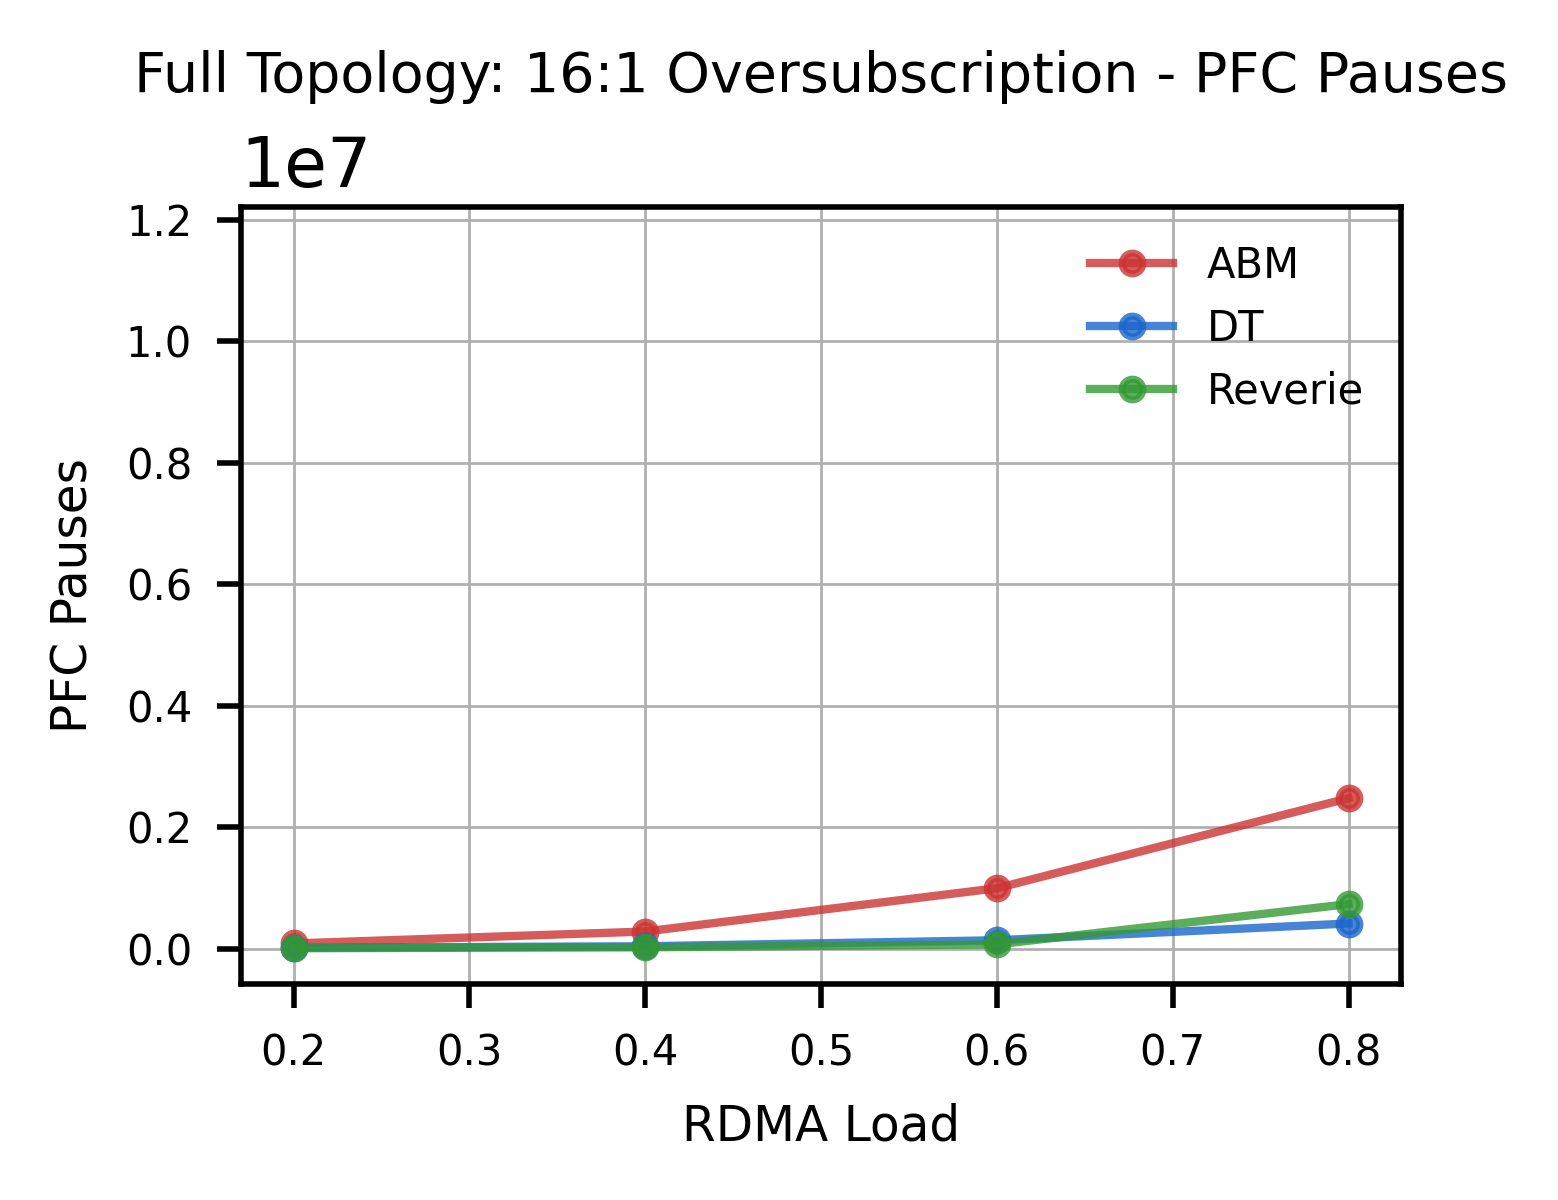 Full Topology: 16:1 Oversubscription - PFC Pauses
1e7
1.2
1.0
0.8
0.6
0.4
0.2
0.0
PFC Pauses
ABM
DT
Reverie
0.2 0.3 0.4 0.5 0.6 0.7 0.8
RDMA Load